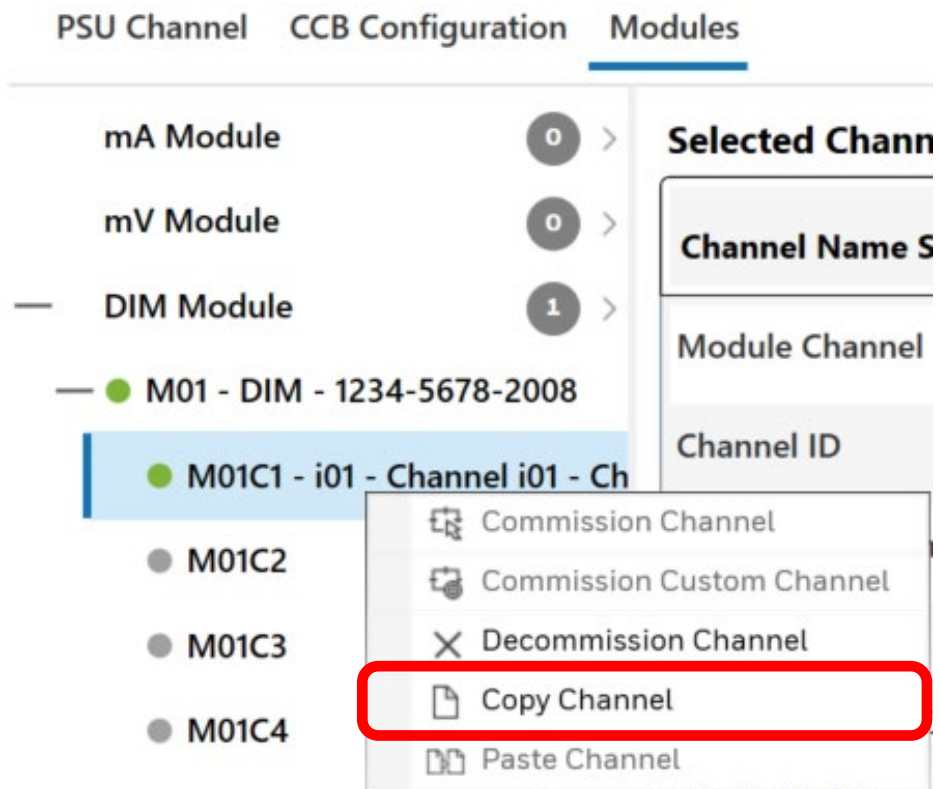 PSU Channel CCB Configuration Modules
mA Module 0
mV Module 0
DIM Module 1
M01 - DIM - 1234-5678-2008
M01C1 - i01 - Channel i01 - Ch
M01C2
M01C3
M01C4
Commission Channel
Commission Custom Channel
Decommission Channel
Copy Channel
Paste Channel
Selected Chann
Channel Name S
Module Channel
Channel ID